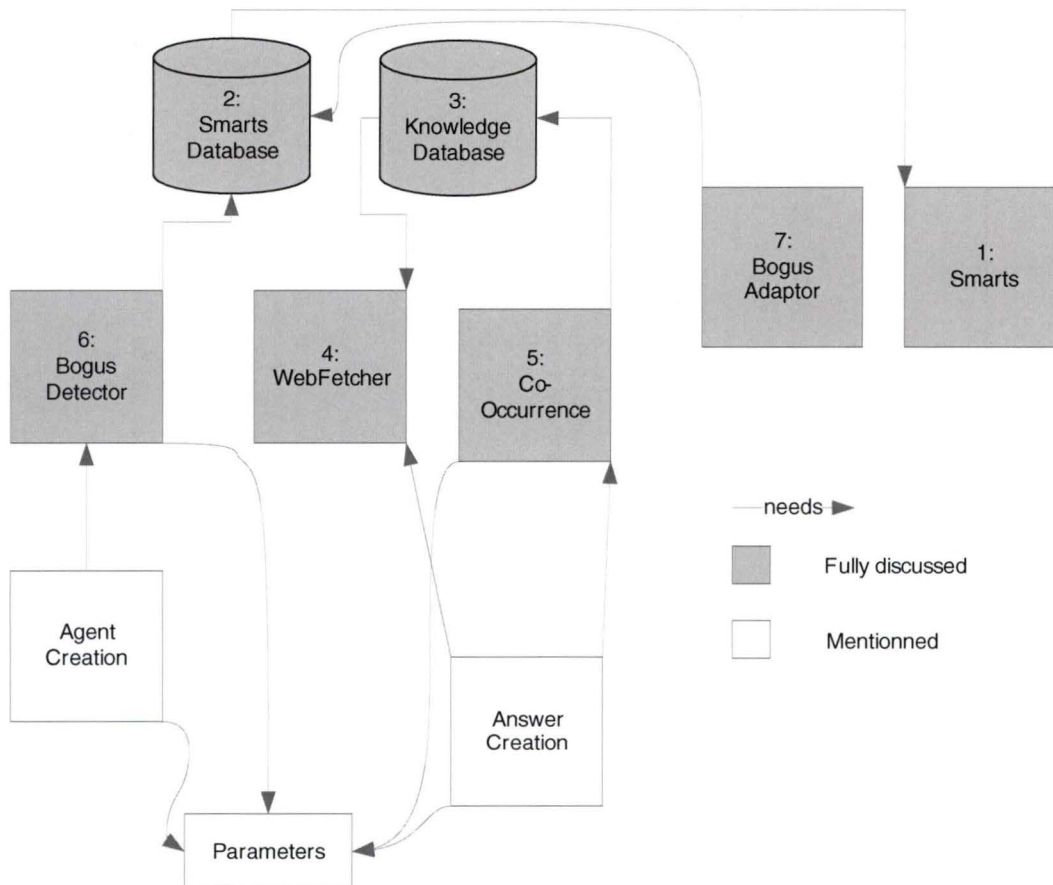 2:
Smarts
Database
3:
Knowledge
Database
7:
Bogus
Adaptor
1:
Smarts
6:
Bogus
Detector
4:
WebFetcher
5:
Co-
Occurrence
needs
Fully discussed
Mentionned
Agent
Creation
Answer
Creation
Parameters